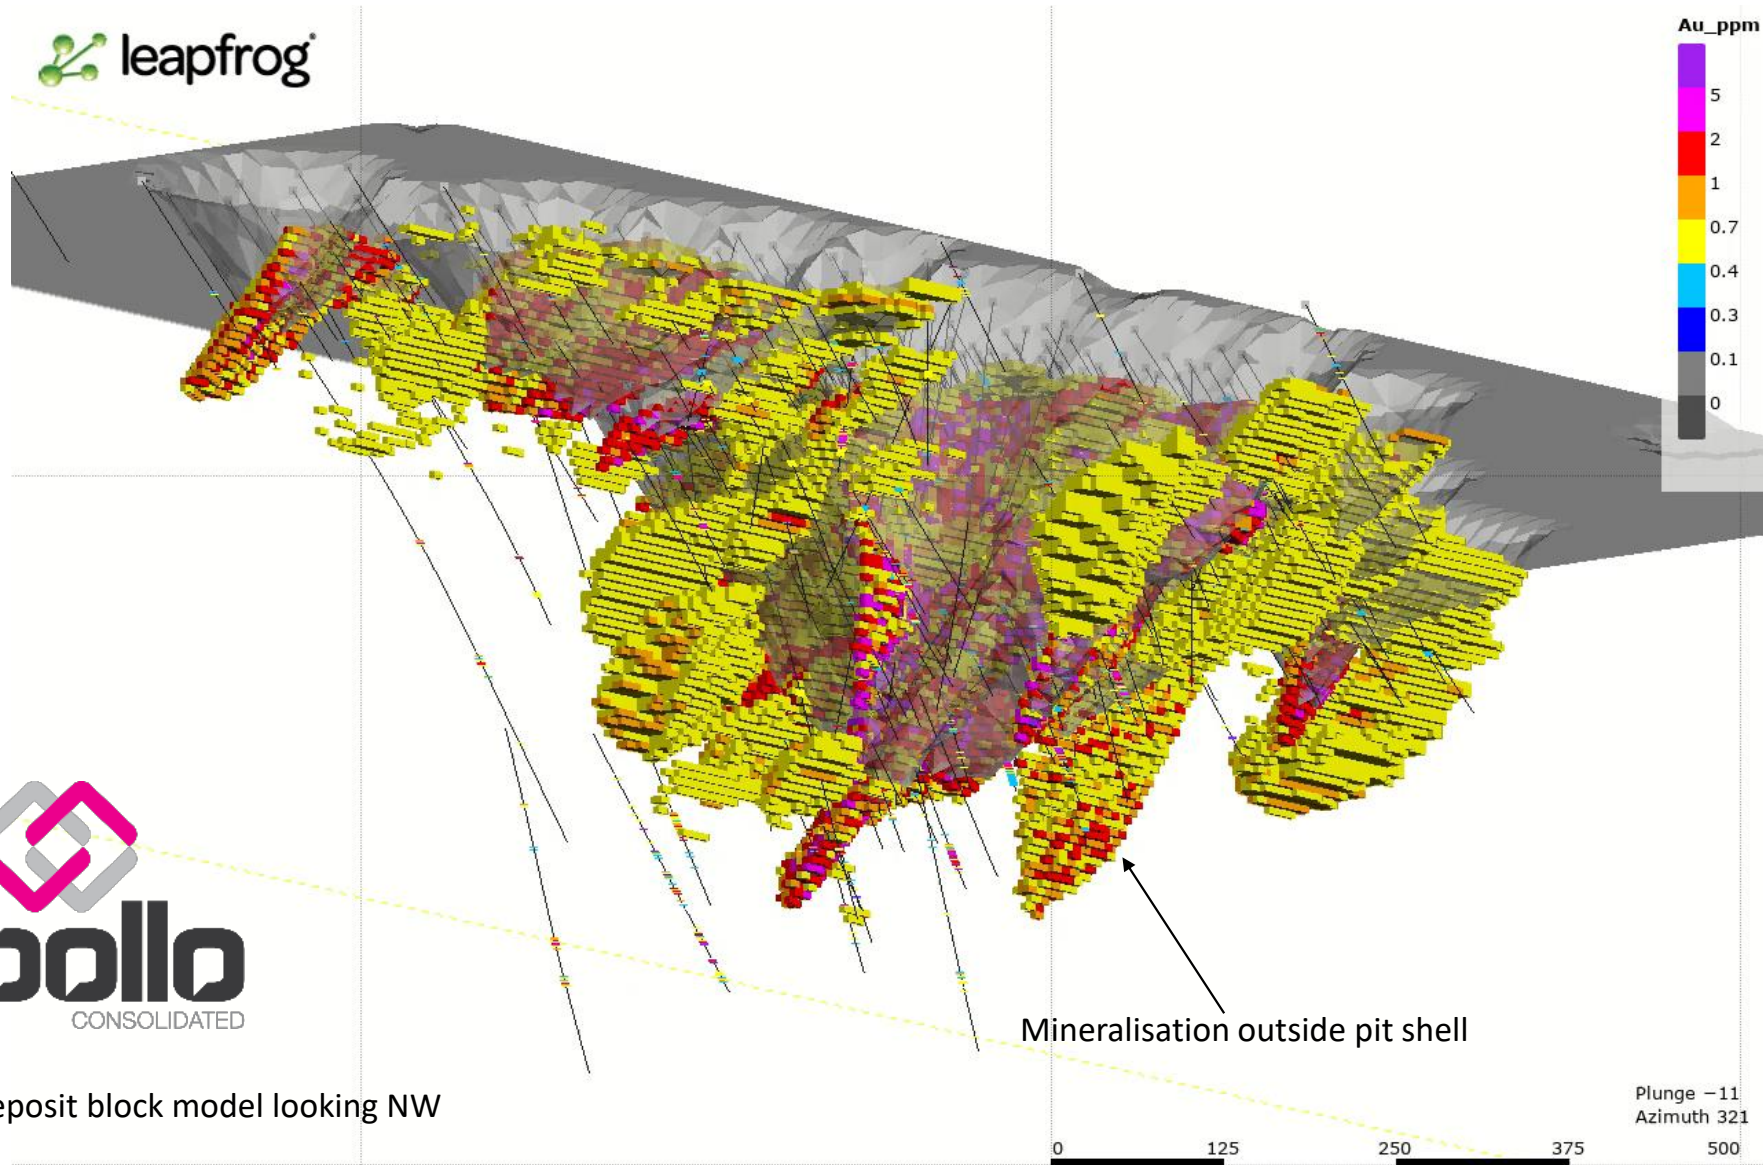 leapfrog®
Au_ppm
5
2
1
0.7
0.4
0.3
0.1
0
ollo
CONSOLIDATED
Mineralisation outside pit shell
eposit block model looking NW
Plunge −11
Azimuth 321
0 125 250 375 500